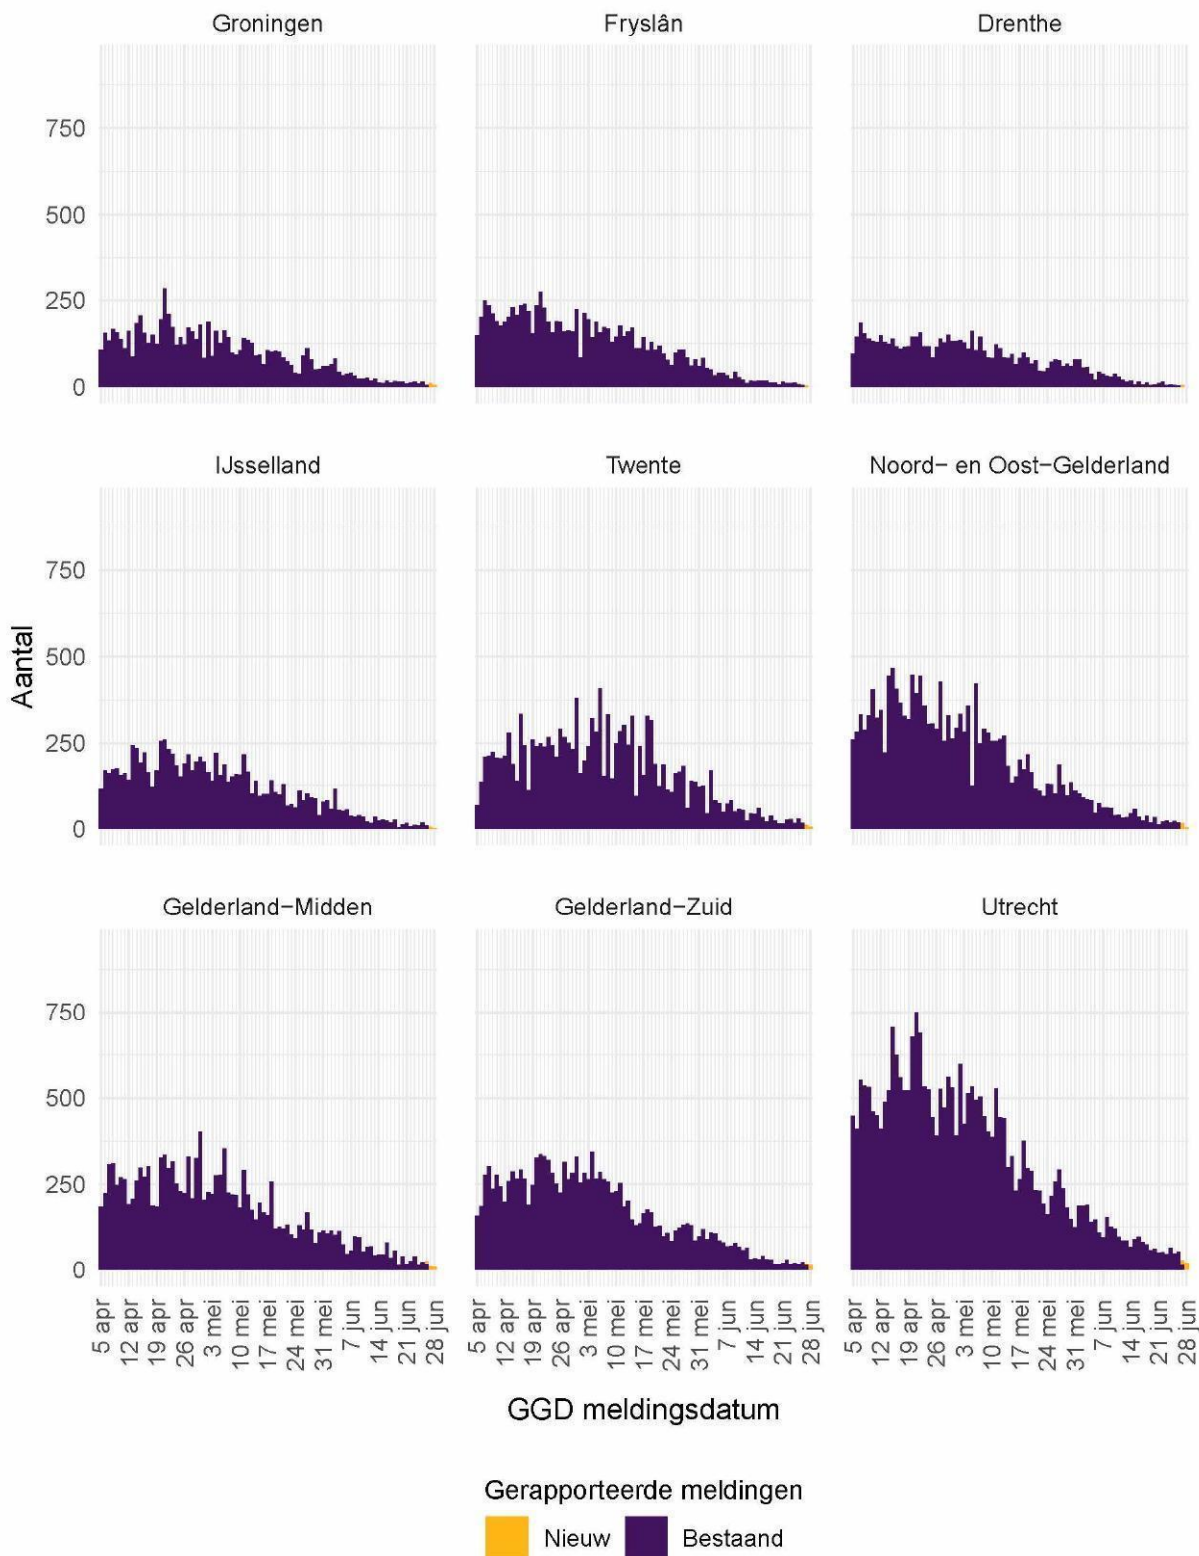 Groningen Fryslân Drenthe
750
500
250
0
IJsselland Twente Noord- en Oost-Gelderland
Aantal
750
500
250
0
Gelderland-Midden Gelderland-Zuid Utrecht
750
500
250
0
5 apr 12 apr 19 apr 26 apr 3 mei 10 mei 17 mei 24 mei 31 mei 7 jun 14 jun 21 jun 28 jun 5 apr 12 apr 19 apr 26 apr 3 mei 10 mei 17 mei 24 mei 31 mei 7 jun 14 jun 21 jun 28 jun 5 apr 12 apr 19 apr 26 apr 3 mei 10 mei 17 mei 24 mei 31 mei 7 jun 14 jun 21 jun 28 jun
GGD meldingsdatum
Gerapporteerde meldingen
Nieuw Bestaand